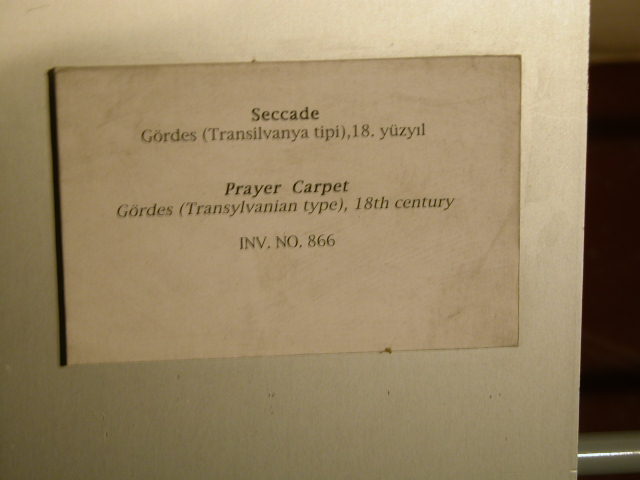 Seccade
Gördes (Transilvanya tipi),18. yüzyıl
Prayer Carpet
Gördes (Transylvanian type), 18th century
INV. NO. 866